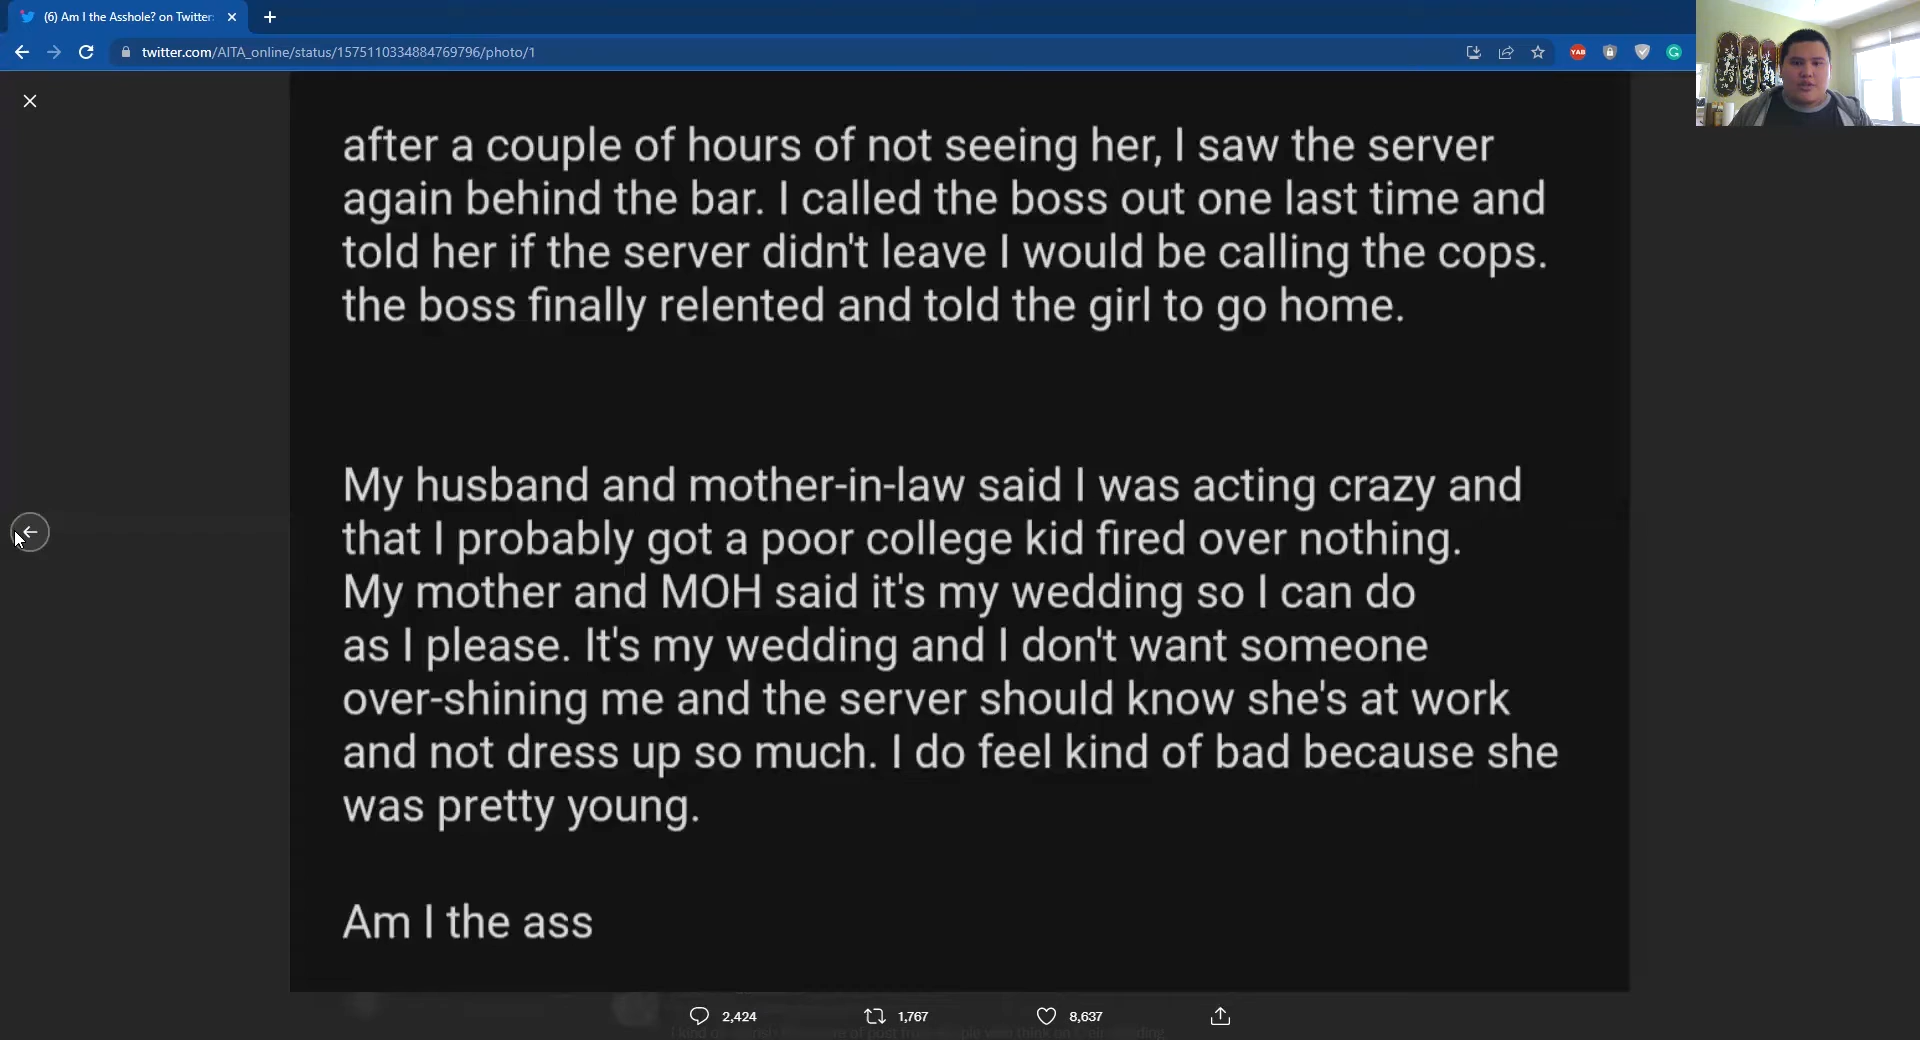 (6) Am I the Asshole? on Twitter:
twitter.com/AITA_online/status/1575110334884769796/photo/1
YAB
after a couple of hours of not seeing her, I saw the server
again behind the bar. I called the boss out one last time and
told her if the server didn't leave I would be calling the cops.
the boss finally relented and told the girl to go home.
My husband and mother-in-law said I was acting crazy and
that I probably got a poor college kid fired over nothing.
My mother and MOH said it's my wedding so I can do
as I please. It's my wedding and I don't want someone
over-shining me and the server should know she's at work
and not dress up so much. I do feel kind of bad because she
was pretty young.
Am I the ass
2,424
1,767
8,637